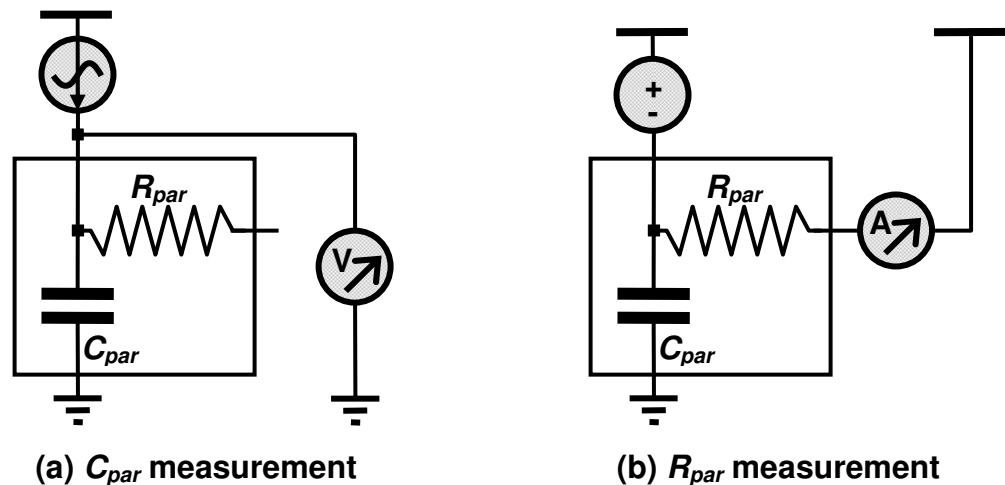 R_par
V
C_par
(a) C_par measurement
+
-
R_par
A
C_par
(b) R_par measurement